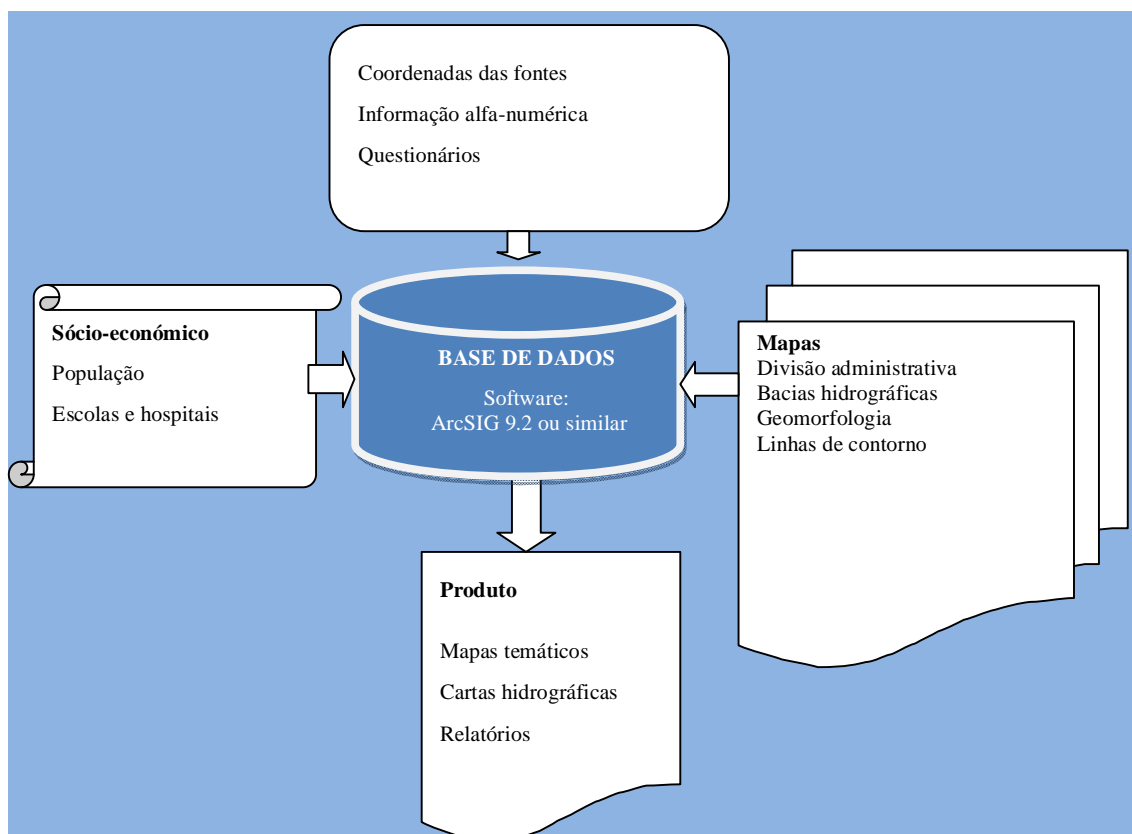 Coordenadas das fontes
Informação alfa-numérica
Questionários
Sócio-económico
População
Escolas e hospitais
BASE DE DADOS
Software:
ArcSIG 9.2 ou similar
Mapas
Divisão administrativa
Bacias hidrográficas
Geomorfologia
Linhas de contorno
Produto
Mapas temáticos
Cartas hidrográficas
Relatórios